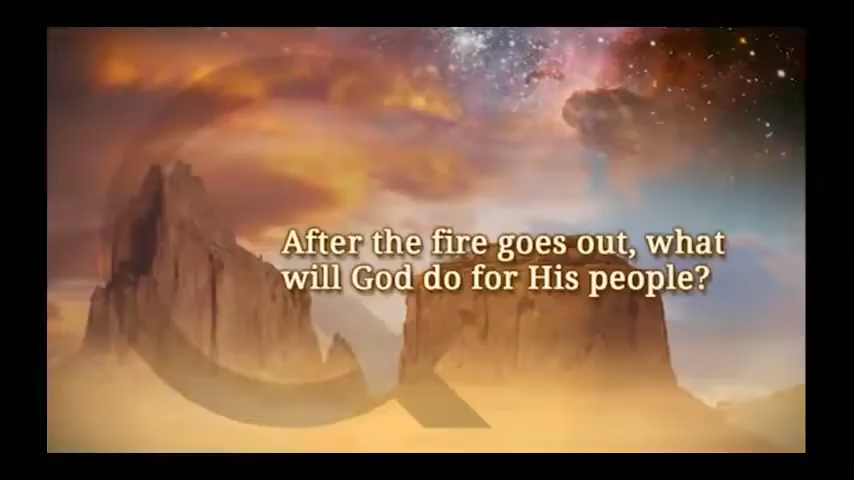 After the fire goes out, what
will God do for His people?